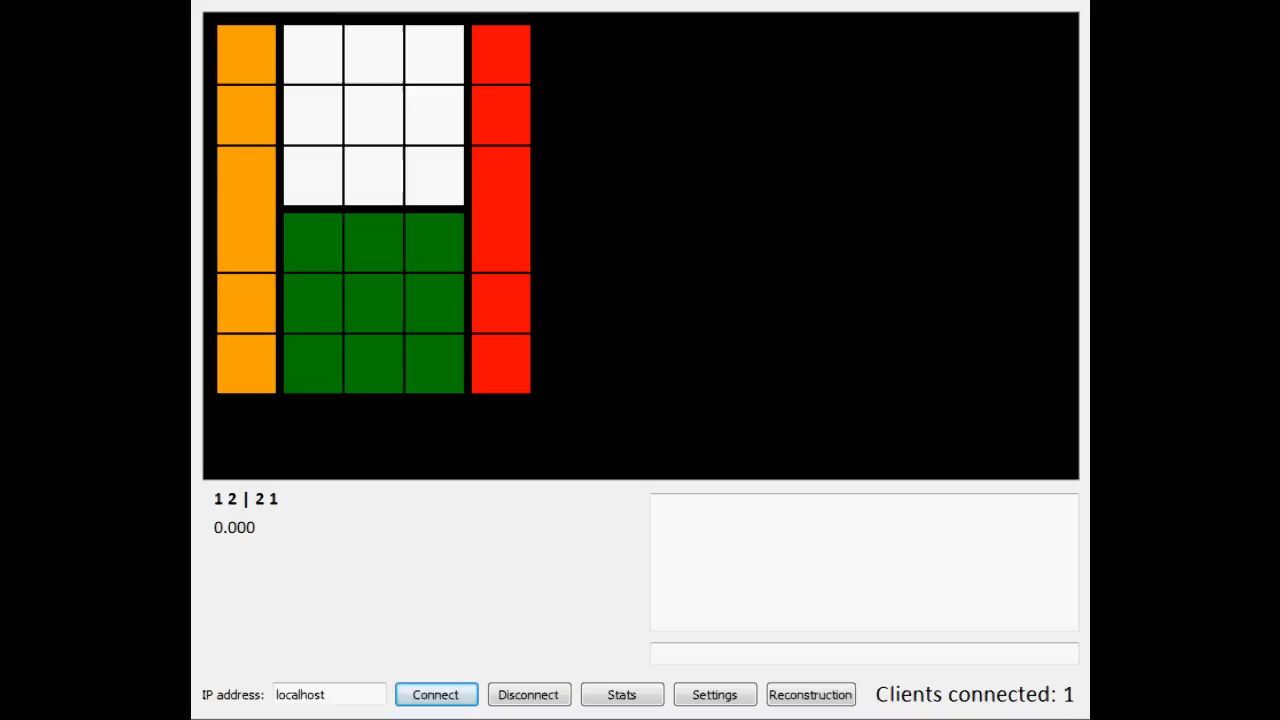 1 2 | 2 1
0.000
IP address: localhost Connect Disconnect Stats Settings Reconstruction Clients connected: 1